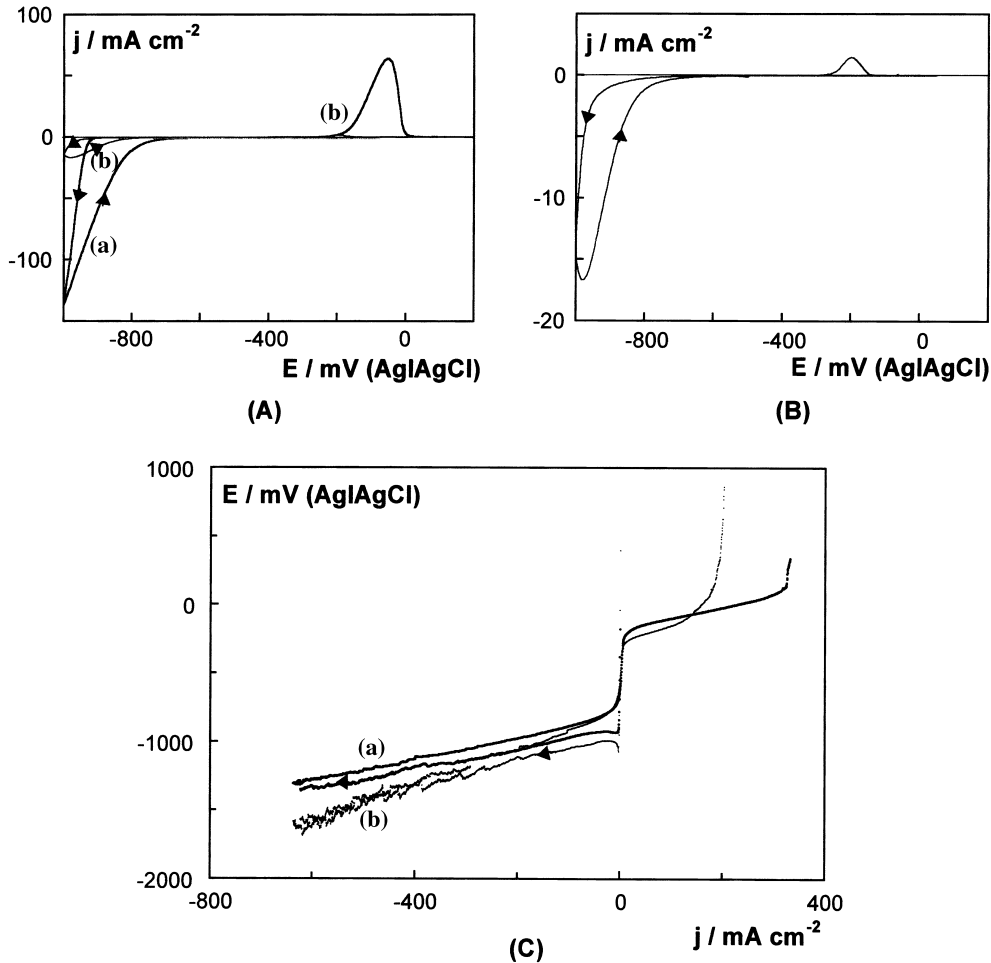 100
j / mA cm-2
(b)
0
(b)
(a)
-100
-800
-400
0
E / mV (Ag|AgCl)
(A)
j / mA cm-2
0
-10
-20
-800
-400
0
E / mV (Ag|AgCl)
(B)
1000
E / mV (Ag|AgCl)
0
(a)
-1000
(b)
-2000
-800
-400
0
400
j / mA cm-2
(C)